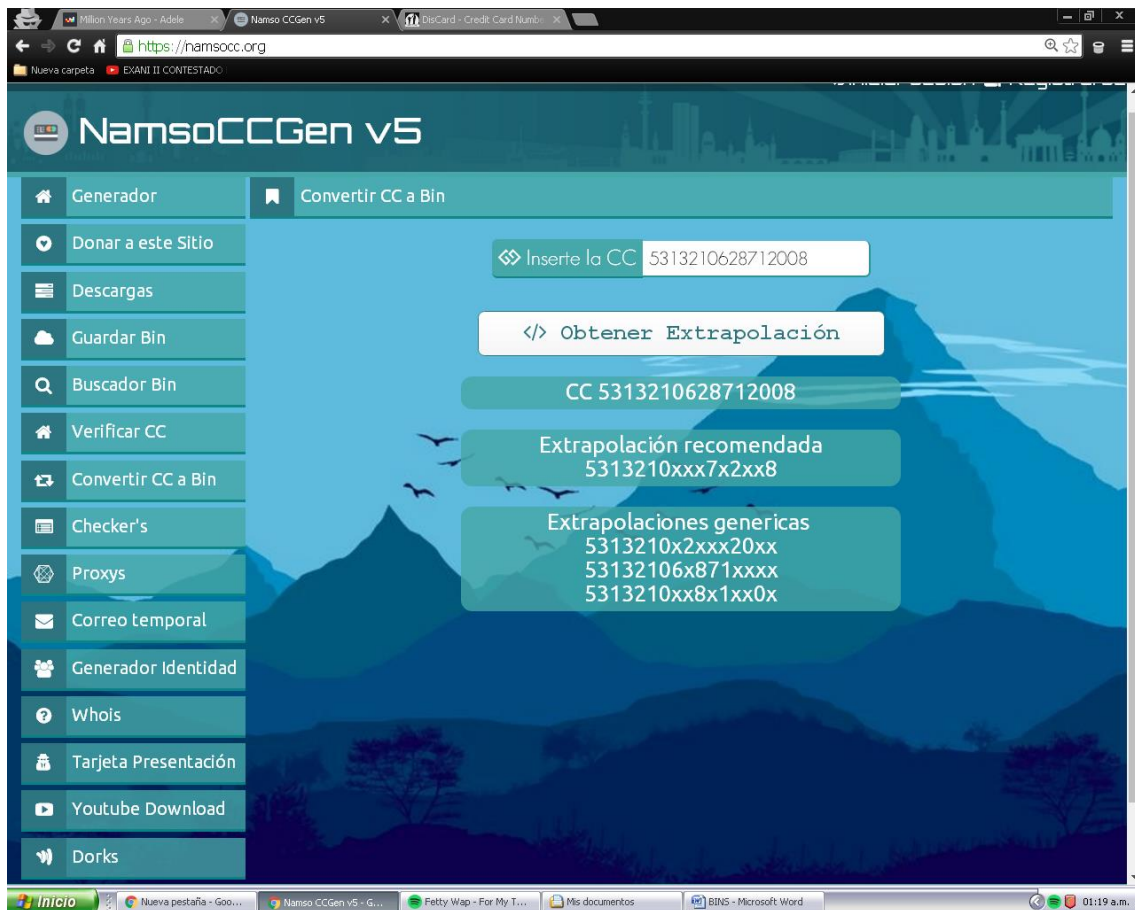 Milion Years Ago - Adele
Namso CCGen v5
DisCard - Credit Card Numbe
https://namsocc.org
Nueva carpeta
EXANI II CONTESTADO
NamsoCCGen v5
Generador
Donar a este Sitio
Descargas
Guardar Bin
Buscador Bin
Verificar CC
Convertir CC a Bin
Checker's
Proxys
Correo temporal
Generador Identidad
Whois
Tarjeta Presentación
Youtube Download
Dorks
Convertir CC a Bin
Inserte la CC 5313210628712008
</> Obtener Extrapolación
CC 5313210628712008
Extrapolación recomendada
5313210xxx7x2xx8
Extrapolaciones genericas
5313210x2xxx20xx
53132106x871xxxx
5313210xx8x1xx0x
Inicio
Nueva pestaña - Goo...
Namso CCGen v5 - G...
Fetty Wap - For My T...
Mis documentos
BINS - Microsoft Word
01:19 a.m.